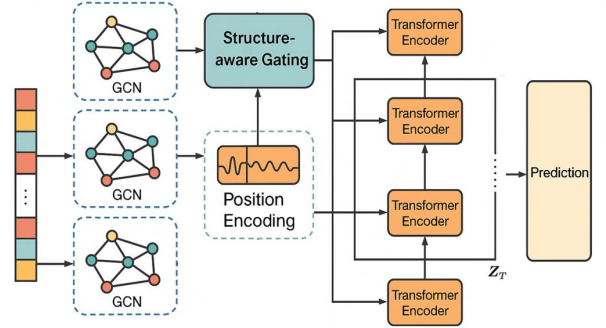 GCN
GCN
GCN
Structure-
aware Gating
Position
Encoding
Transformer
Encoder
Transformer
Encoder
Transformer
Encoder
Transformer
Encoder
Z_T
Prediction